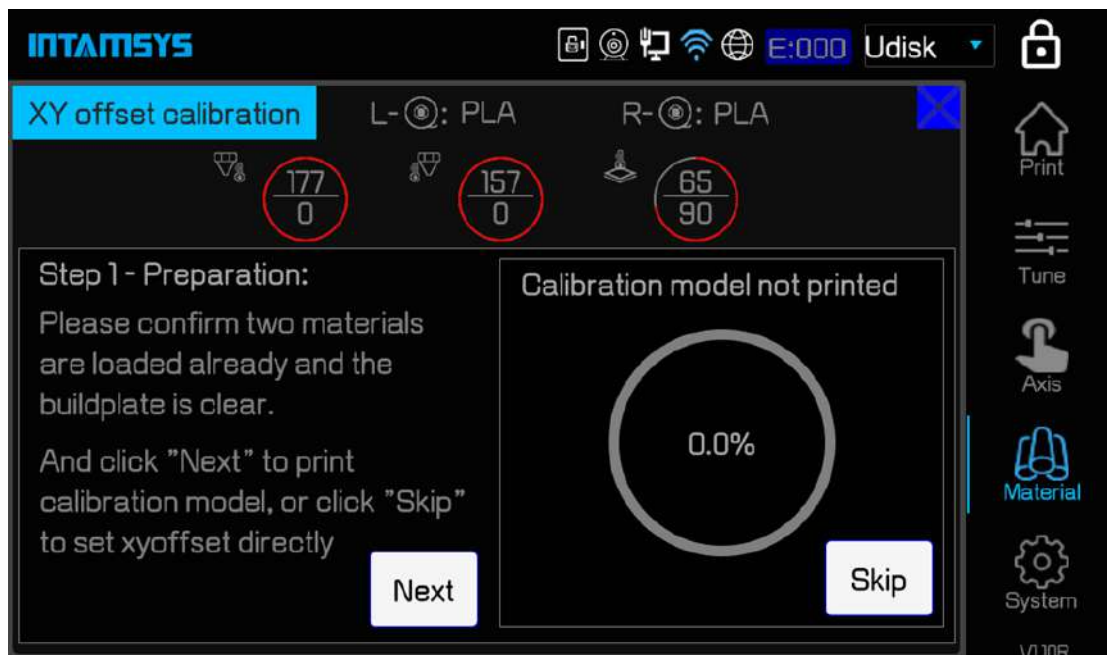 INTAMSYS
E:000 Udisk
XY offset calibration L- : PLA R- : PLA
177
0
157
0
65
90
Step 1 - Preparation:
Please confirm two materials
are loaded already and the
buildplate is clear.
And click "Next" to print
calibration model, or click "Skip"
to set xyoffset directly
Next
Calibration model not printed
0.0%
Skip
Print
Tune
Axis
Material
System